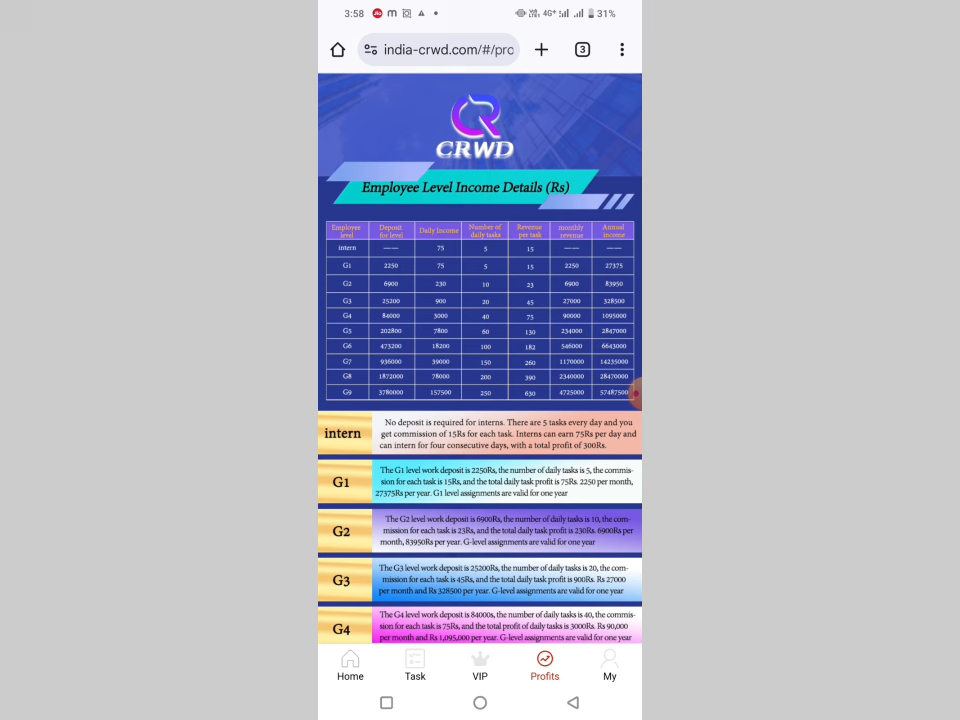 3:58 Jio m 4G+ 31%
india-crwd.com/#/pro 3
CRWD
Employee Level Income Details (Rs)
Employee level Deposit for level Daily Income Number of daily tasks Revenue per task monthly revenue Annual income
intern —— 75 5 15 —— ——
G1 2250 75 5 15 2250 27375
G2 6900 230 10 23 6900 83950
G3 25200 900 20 45 27000 328500
G4 84000 3000 40 75 90000 1095000
G5 202800 7800 60 130 234000 2847000
G6 473200 18200 100 182 546000 6643000
G7 936000 39000 150 260 1170000 14235000
G8 1872000 78000 200 390 2340000 28470000
G9 3780000 157500 250 630 4725000 57487500
intern
No deposit is required for interns. There are 5 tasks every day and you
get commission of 15Rs for each task. Interns can earn 75Rs per day and
can intern for four consecutive days, with a total profit of 300Rs.
G1
The G1 level work deposit is 2250Rs, the number of daily tasks is 5, the commis-
sion for each task is 15Rs, and the total daily task profit is 75Rs. 2250 per month,
27375Rs per year. G1 level assignments are valid for one year
G2
The G2 level work deposit is 6900Rs, the number of daily tasks is 10, the com-
mission for each task is 23Rs, and the total daily task profit is 230Rs. 6900Rs per
month, 83950Rs per year. G-level assignments are valid for one year
G3
The G3 level work deposit is 25200Rs, the number of daily tasks is 20, the com-
mission for each task is 45Rs, and the total daily task profit is 900Rs. Rs 27000
per month and Rs 328500 per year. G-level assignments are valid for one year
G4
The G4 level work deposit is 84000s, the number of daily tasks is 40, the commis-
sion for each task is 75Rs, and the total profit of daily tasks is 3000Rs. Rs 90,000
per month and Rs 1,095,000 per year. G-level assignments are valid for one year
Home Task VIP Profits My